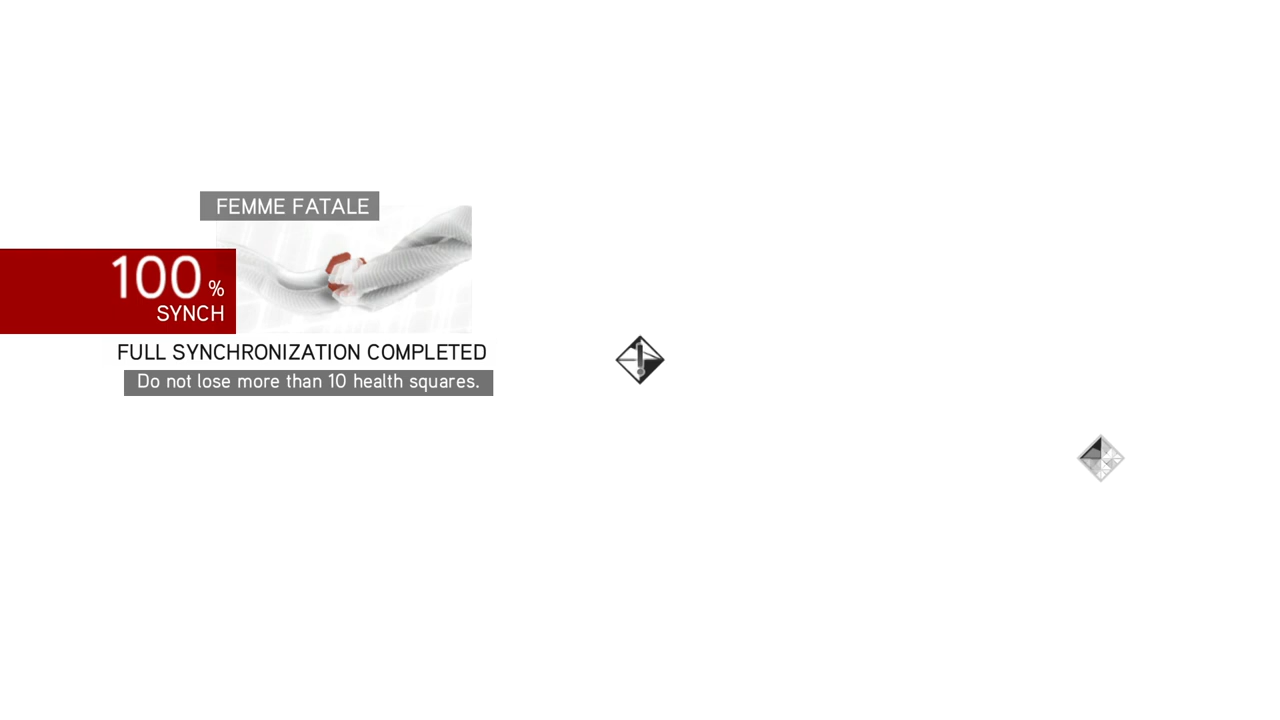 FEMME FATALE
100 %
SYNCH
FULL SYNCHRONIZATION COMPLETED
Do not lose more than 10 health squares.